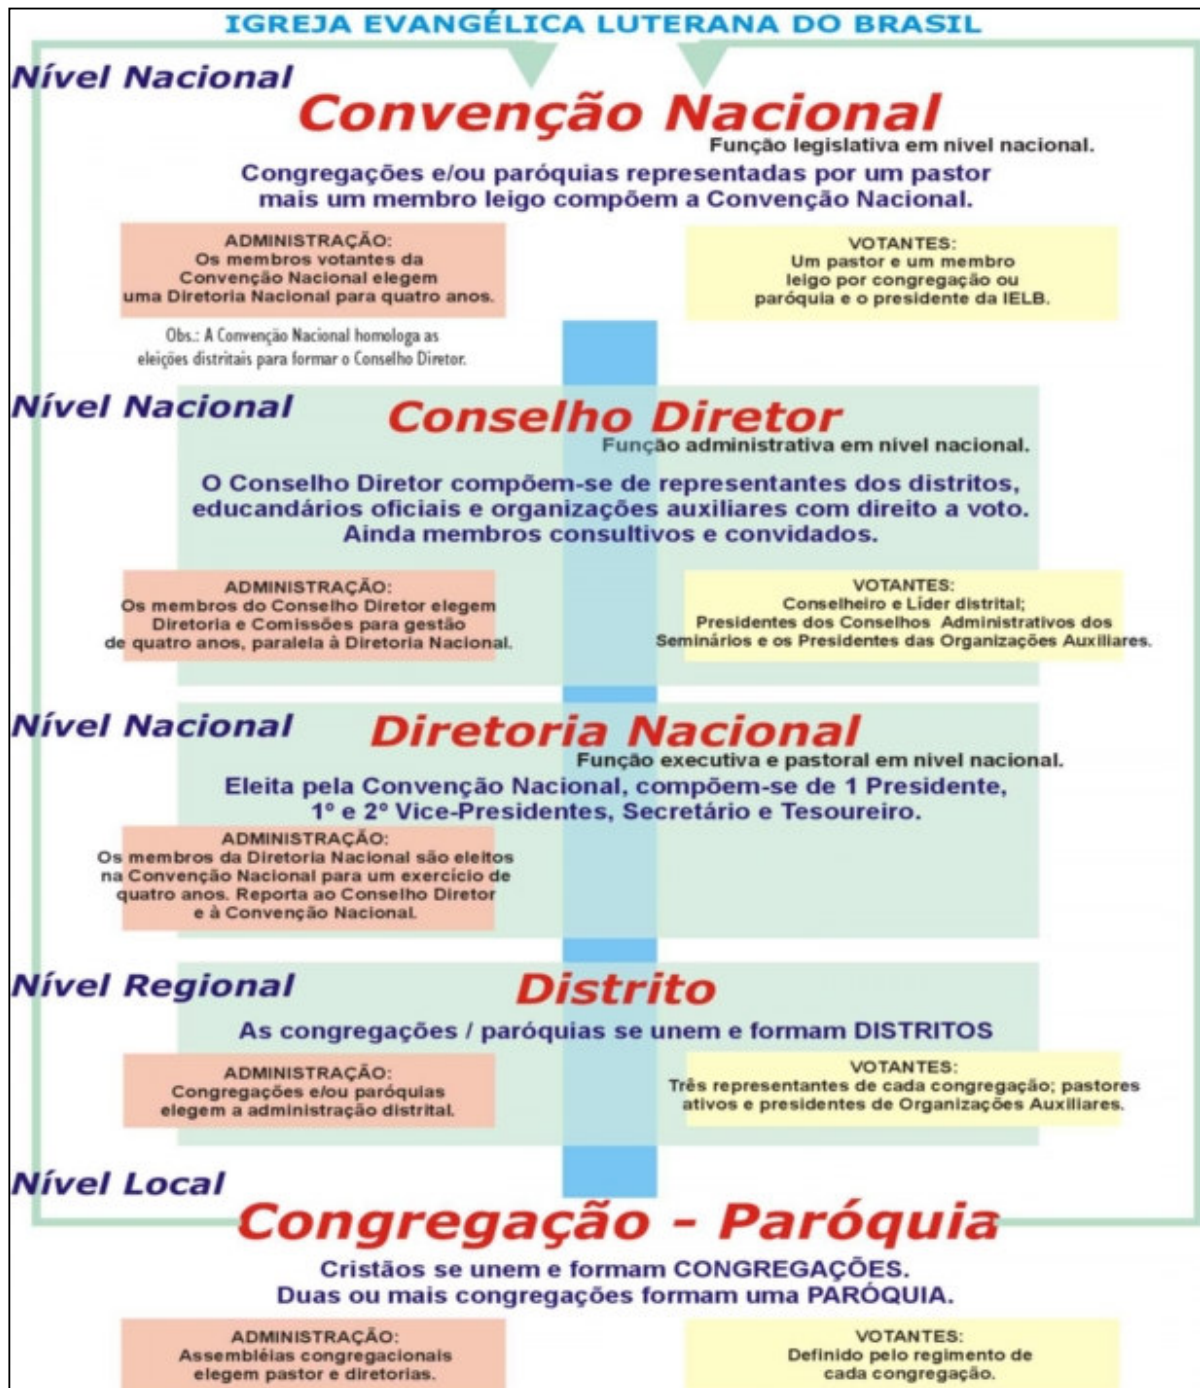 IGREJA EVANGÉLICA LUTERANA DO BRASIL
Nível Nacional
Convenção Nacional
Função legislativa em nível nacional.
Congregações e/ou paróquias representadas por um pastor
mais um membro leigo compõem a Convenção Nacional.
ADMINISTRAÇÃO:
Os membros votantes da
Convenção Nacional elegem
uma Diretoria Nacional para quatro anos.
VOTANTES:
Um pastor e um membro
leigo por congregação ou
paróquia e o presidente da IELB.
Obs.: A Convenção Nacional homologa as
eleições distritais para formar o Conselho Diretor.
Nível Nacional
Conselho Diretor
Função administrativa em nível nacional.
O Conselho Diretor compõem-se de representantes dos distritos,
educandários oficiais e organizações auxiliares com direito a voto.
Ainda membros consultivos e convidados.
ADMINISTRAÇÃO:
Os membros do Conselho Diretor elegem
Diretoria e Comissões para gestão
de quatro anos, paralela à Diretoria Nacional.
VOTANTES:
Conselheiro e Líder distrital;
Presidentes dos Conselhos Administrativos dos
Seminários e os Presidentes das Organizações Auxiliares.
Nível Nacional
Diretoria Nacional
Função executiva e pastoral em nível nacional.
Eleita pela Convenção Nacional, compõem-se de 1 Presidente,
1º e 2º Vice-Presidentes, Secretário e Tesoureiro.
ADMINISTRAÇÃO:
Os membros da Diretoria Nacional são eleitos
na Convenção Nacional para um exercício de
quatro anos. Reporta ao Conselho Diretor
e à Convenção Nacional.
Nível Regional
Distrito
As congregações / paróquias se unem e formam DISTRITOS
ADMINISTRAÇÃO:
Congregações e/ou paróquias
elegem a administração distrital.
VOTANTES:
Três representantes de cada congregação; pastores
ativos e presidentes de Organizações Auxiliares.
Nível Local
Congregação - Paróquia
Cristãos se unem e formam CONGREGAÇÕES.
Duas ou mais congregações formam uma PARÓQUIA.
ADMINISTRAÇÃO:
Assembléias congregacionais
elegem pastor e diretorias.
VOTANTES:
Definido pelo regimento de
cada congregação.